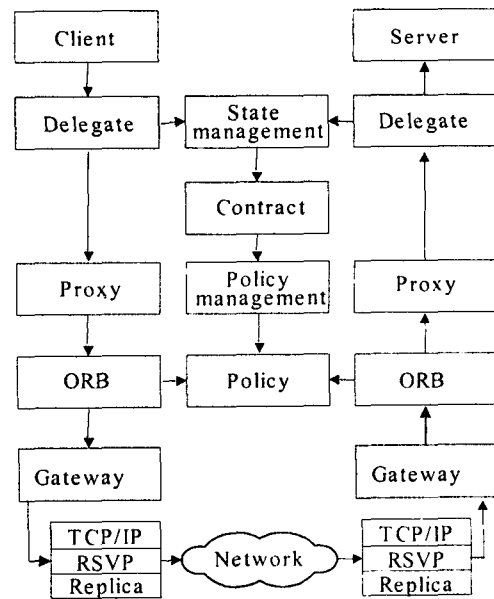 Client
Server
Delegate
State
management
Delegate
Contract
Proxy
Policy
management
Proxy
ORB
Policy
ORB
Gateway
Gateway
TCP/IP
RSVP
Replica
Network
TCP/IP
RSVP
Replica